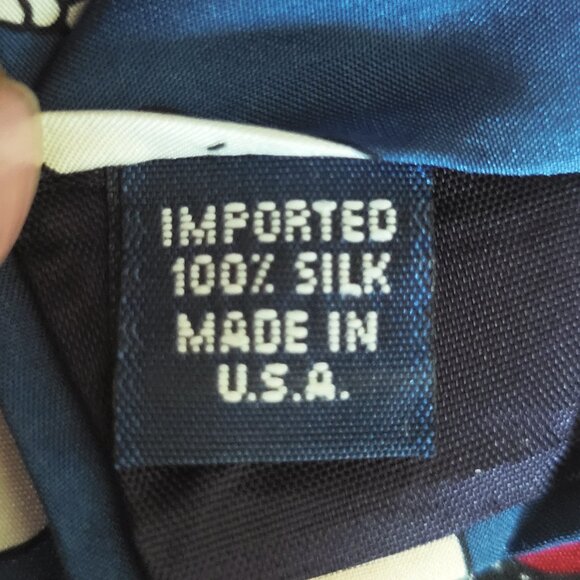 IMPORTED
100% SILK
MADE IN
U.S.A.